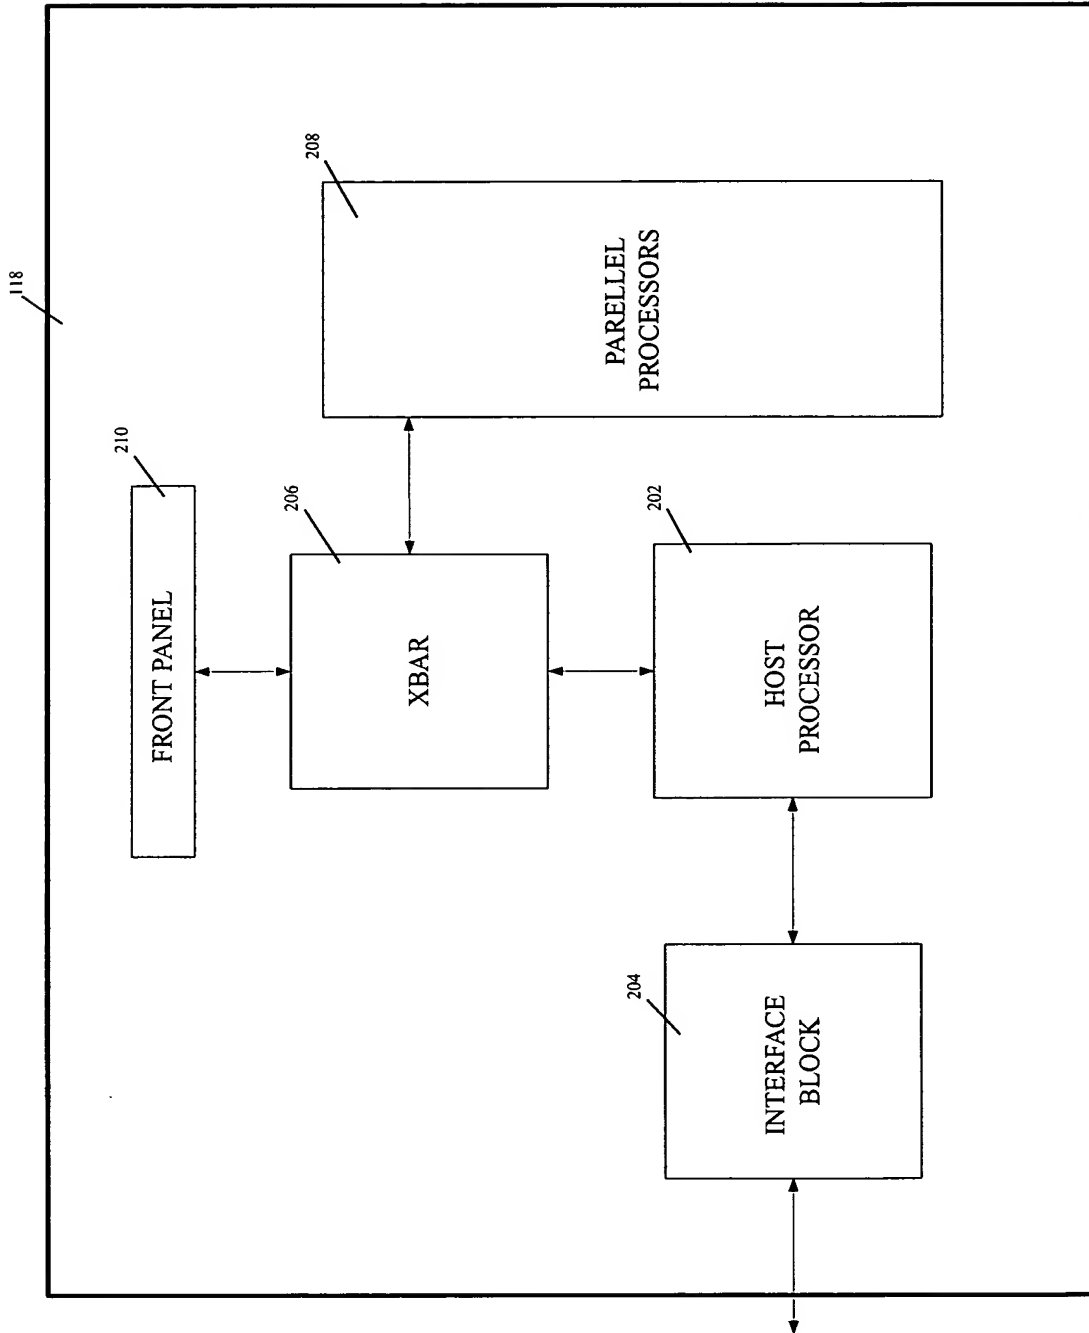 118
210
FRONT PANEL
206
XBAR
208
PARELLEL
PROCESSORS
202
HOST
PROCESSOR
204
INTERFACE
BLOCK